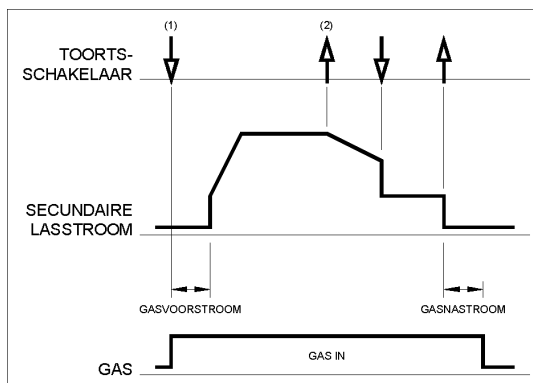 (1) (2)
TOORTS-
SCHAKELAAR
SECUNDAIRE
LASSTROOM
GASVOORSTROOM GASNASTROOM
GAS IN
GAS